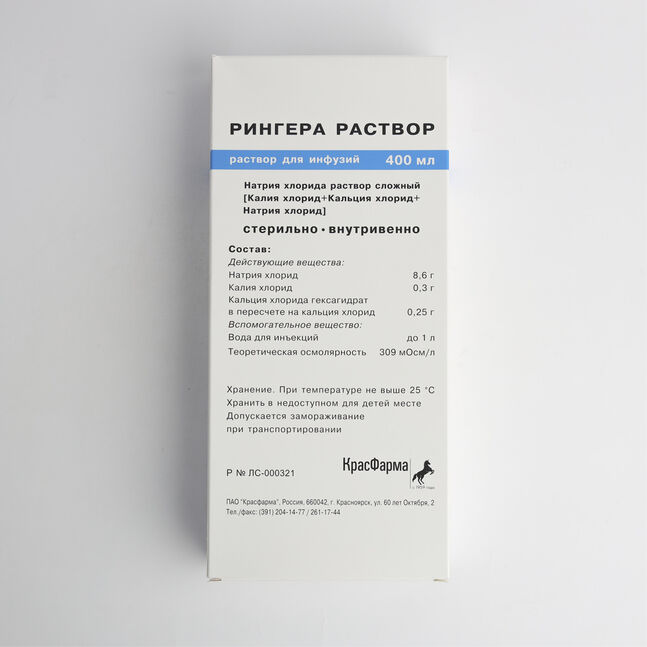 РИНГЕРА РАСТВОР
раствор для инфузий 400 мл
Натрия хлорида раствор сложный
[Калия хлорид+Кальция хлорид+
Натрия хлорид]
стерильно • внутривенно
Состав:
Действующие вещества:
Натрия хлорид 8,6 г
Калия хлорид 0,3 г
Кальция хлорида гексагидрат
в пересчете на кальция хлорид 0,25 г
Вспомогательное вещество:
Вода для инъекций до 1 л
Теоретическая осмолярность 309 мОсм/л
Хранение. При температуре не выше 25 °С
Хранить в недоступном для детей месте
Допускается замораживание
при транспортировании
Р № ЛС-000321
КрасФарма
ПАО "Красфарма", Россия, 660042, г. Красноярск, ул. 60 лет Октября, 2
Тел./факс: (391) 204-14-77 / 261-17-44